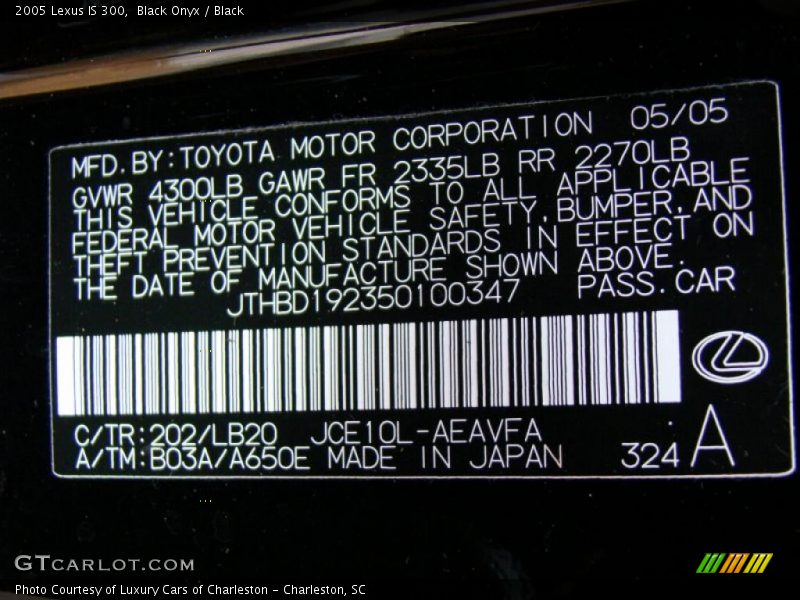 2005 Lexus IS 300, Black Onyx / Black
MFD.BY:TOYOTA MOTOR CORPORATION 05/05
GVWR 4300LB GAWR FR 2335LB RR 2270LB
THIS VEHICLE CONFORMS TO ALL APPLICABLE
FEDERAL MOTOR VEHICLE SAFETY,BUMPER,AND
THEFT PREVENTION STANDARDS IN EFFECT ON
THE DATE OF MANUFACTURE SHOWN ABOVE.
JTHBD192350100347 PASS.CAR
C/TR:202/LB20 JCE10L-AEAVFA
A/TM:B03A/A650E MADE IN JAPAN 324 A
GTCARLOT.COM
Photo Courtesy of Luxury Cars of Charleston - Charleston, SC